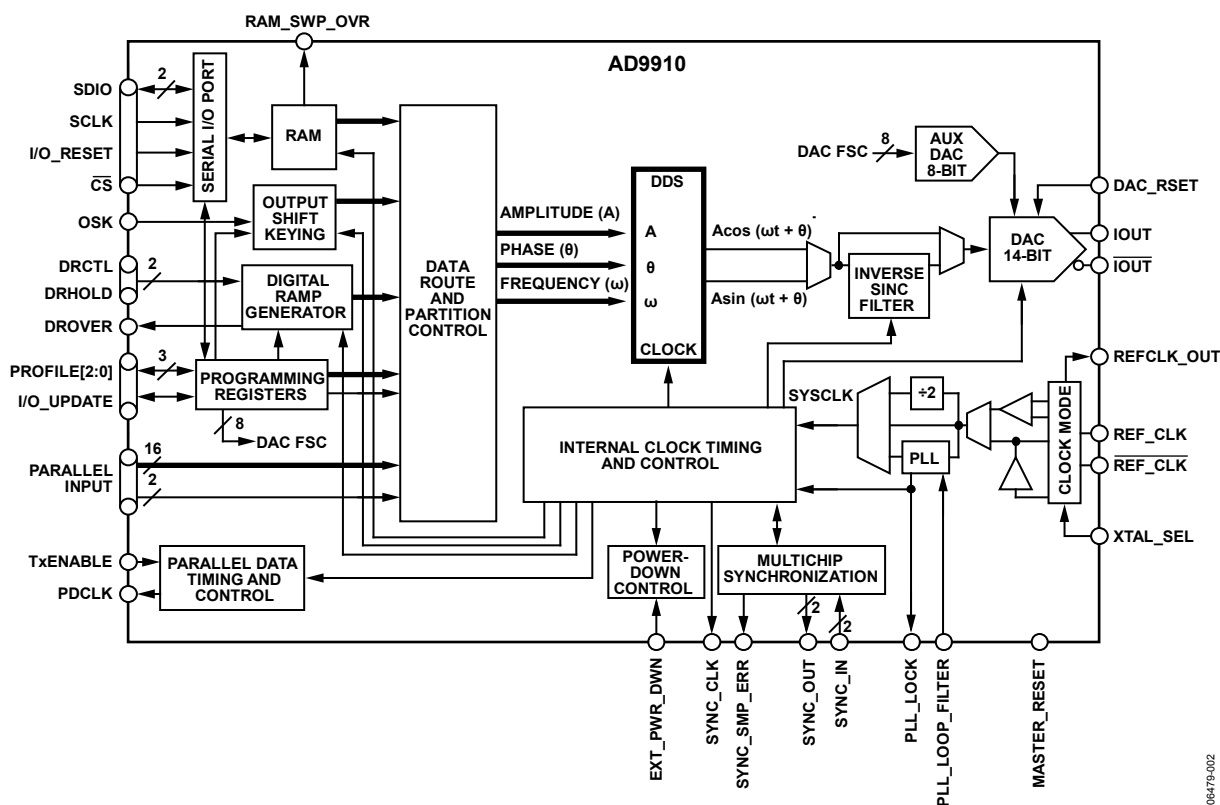 RAM_SWP_OVR
AD9910
2
SDIO
SCLK
I/O_RESET
CS
SERIAL I/O PORT
RAM
OSK
OUTPUT
SHIFT
KEYING
DRCTL
2
DRHOLD
DROVER
DIGITAL
RAMP
GENERATOR
PROFILE[2:0]
3
I/O_UPDATE
PROGRAMMING
REGISTERS
8
DAC FSC
PARALLEL
INPUT
16
2
TxENABLE
PDCLK
PARALLEL DATA
TIMING AND
CONTROL
DATA
ROUTE
AND
PARTITION
CONTROL
AMPLITUDE (A)
PHASE (θ)
FREQUENCY (ω)
DDS
A
θ
ω
CLOCK
Acos (ωt + θ)
Asin (ωt + θ)
INVERSE
SINC
FILTER
DAC FSC
8
AUX
DAC
8-BIT
DAC
14-BIT
DAC_RSET
IOUT
IOUT
REFCLK_OUT
REF_CLK
REF_CLK
XTAL_SEL
CLOCK MODE
SYSCLK
÷2
PLL
INTERNAL CLOCK TIMING
AND CONTROL
POWER-
DOWN
CONTROL
MULTICHIP
SYNCHRONIZATION
2
2
EXT_PWR_DWN
SYNC_CLK
SYNC_SMP_ERR
SYNC_OUT
SYNC_IN
PLL_LOCK
PLL_LOOP_FILTER
MASTER_RESET
06479-002